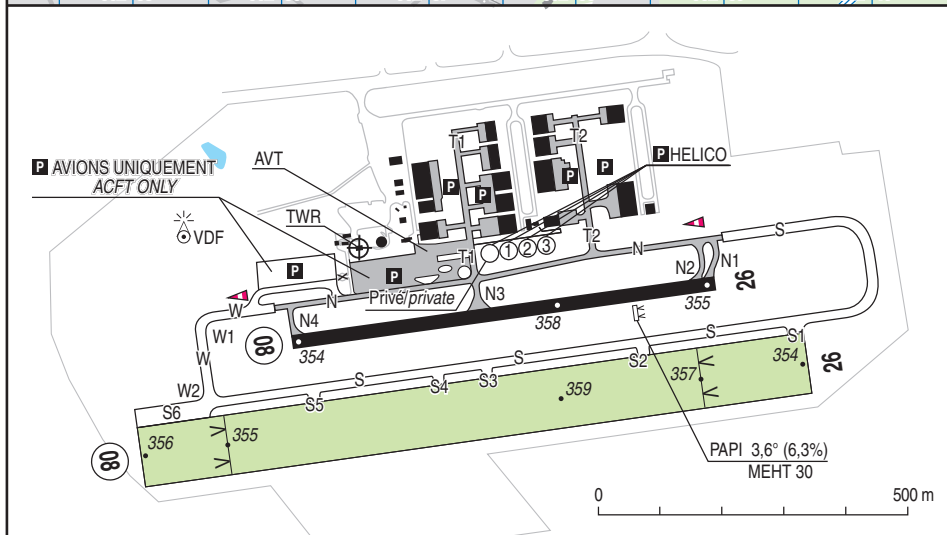 T1
T2
P AVIONS UNIQUEMENT
ACFT ONLY
AVT
P HELICO
P
P
P
P
TWR
VDF
1 2 3
T2
S
P
P
T1
N
N2
N1
N
Privé/private
N3
26
W
N4
355
W1
08
354
358
S
S1
W
S
S2
354
26
W2
S
S3
357
S4
S6
S5
359
355
356
08
PAPI 3,6° (6,3%)
MEHT 30
0 500 m